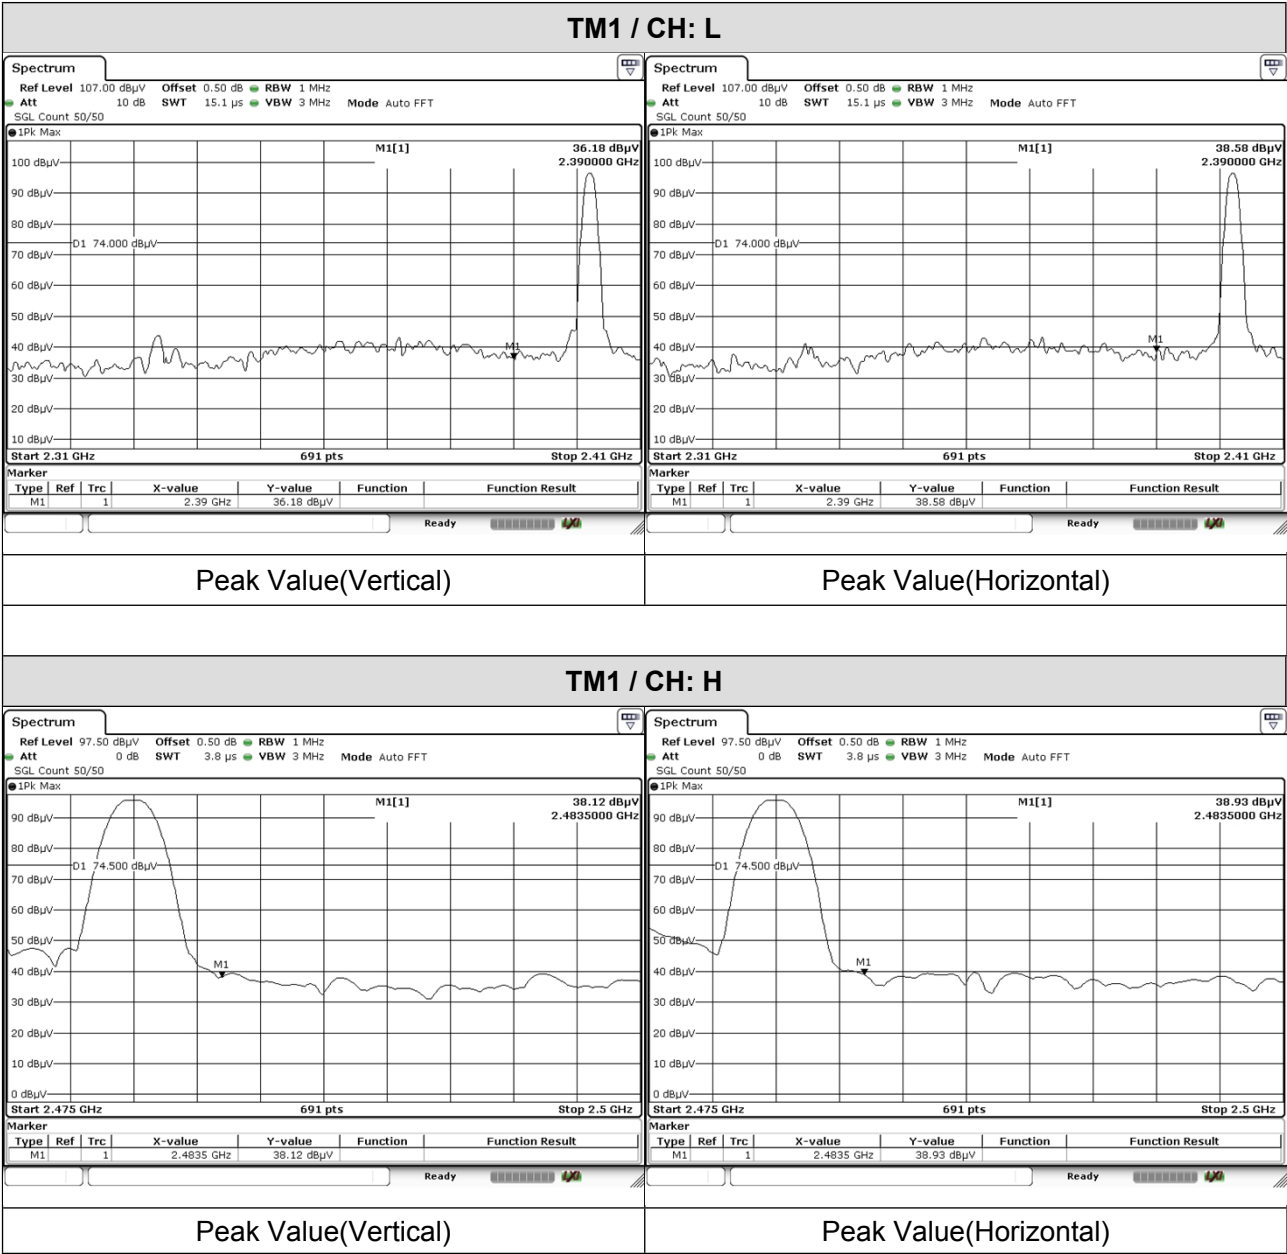 TM1 / CH: L
Spectrum
Ref Level 107.00 dBµV Offset 0.50 dB RBW 1 MHz
Att 10 dB SWT 15.1 µs VBW 3 MHz Mode Auto FFT
SGL Count 50/50
1Pk Max
M1[1] 36.18 dBµV
2.390000 GHz
100 dBµV
90 dBµV
80 dBµV
D1 74.000 dBµV
70 dBµV
60 dBµV
50 dBµV
40 dBµV
M1
30 dBµV
20 dBµV
10 dBµV
Start 2.31 GHz 691 pts Stop 2.41 GHz
Marker
Type Ref Trc X-value Y-value Function Function Result
M1 1 2.39 GHz 36.18 dBµV
Ready
Peak Value(Vertical)
Spectrum
Ref Level 107.00 dBµV Offset 0.50 dB RBW 1 MHz
Att 10 dB SWT 15.1 µs VBW 3 MHz Mode Auto FFT
SGL Count 50/50
1Pk Max
M1[1] 38.58 dBµV
2.390000 GHz
100 dBµV
90 dBµV
80 dBµV
D1 74.000 dBµV
70 dBµV
60 dBµV
50 dBµV
40 dBµV
M1
30 dBµV
20 dBµV
10 dBµV
Start 2.31 GHz 691 pts Stop 2.41 GHz
Marker
Type Ref Trc X-value Y-value Function Function Result
M1 1 2.39 GHz 38.58 dBµV
Ready
Peak Value(Horizontal)
TM1 / CH: H
Spectrum
Ref Level 97.50 dBµV Offset 0.50 dB RBW 1 MHz
Att 0 dB SWT 3.8 µs VBW 3 MHz Mode Auto FFT
SGL Count 50/50
1Pk Max
M1[1] 38.12 dBµV
2.4835000 GHz
90 dBµV
80 dBµV
D1 74.500 dBµV
70 dBµV
60 dBµV
50 dBµV
40 dBµV
M1
30 dBµV
20 dBµV
10 dBµV
0 dBµV
Start 2.475 GHz 691 pts Stop 2.5 GHz
Marker
Type Ref Trc X-value Y-value Function Function Result
M1 1 2.4835 GHz 38.12 dBµV
Ready
Peak Value(Vertical)
Spectrum
Ref Level 97.50 dBµV Offset 0.50 dB RBW 1 MHz
Att 0 dB SWT 3.8 µs VBW 3 MHz Mode Auto FFT
SGL Count 50/50
1Pk Max
M1[1] 38.93 dBµV
2.4835000 GHz
90 dBµV
80 dBµV
D1 74.500 dBµV
70 dBµV
60 dBµV
50 dBµV
40 dBµV
M1
30 dBµV
20 dBµV
10 dBµV
0 dBµV
Start 2.475 GHz 691 pts Stop 2.5 GHz
Marker
Type Ref Trc X-value Y-value Function Function Result
M1 1 2.4835 GHz 38.93 dBµV
Ready
Peak Value(Horizontal)